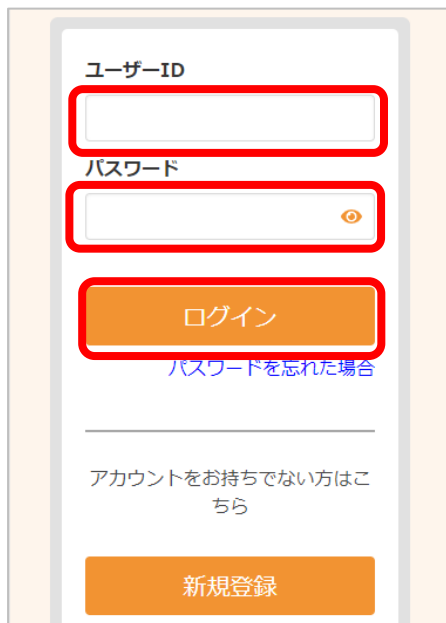 ユーザーID
パスワード
ログイン
パスワードを忘れた場合
アカウントをお持ちでない方はこ
ちら
新規登録